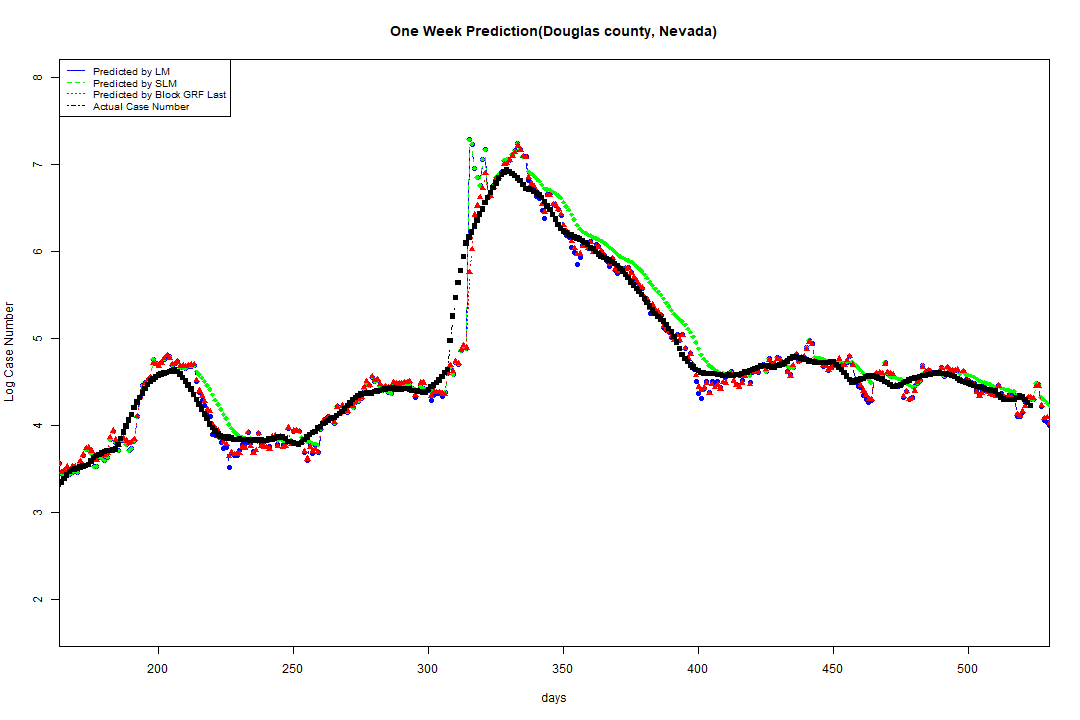 One Week Prediction(Douglas county, Nevada)
Predicted by LM
Predicted by SLM
Predicted by Block GRF Last
Actual Case Number
8
7
6
5
4
3
2
Log Case Number
200 250 300 350 400 450 500
days